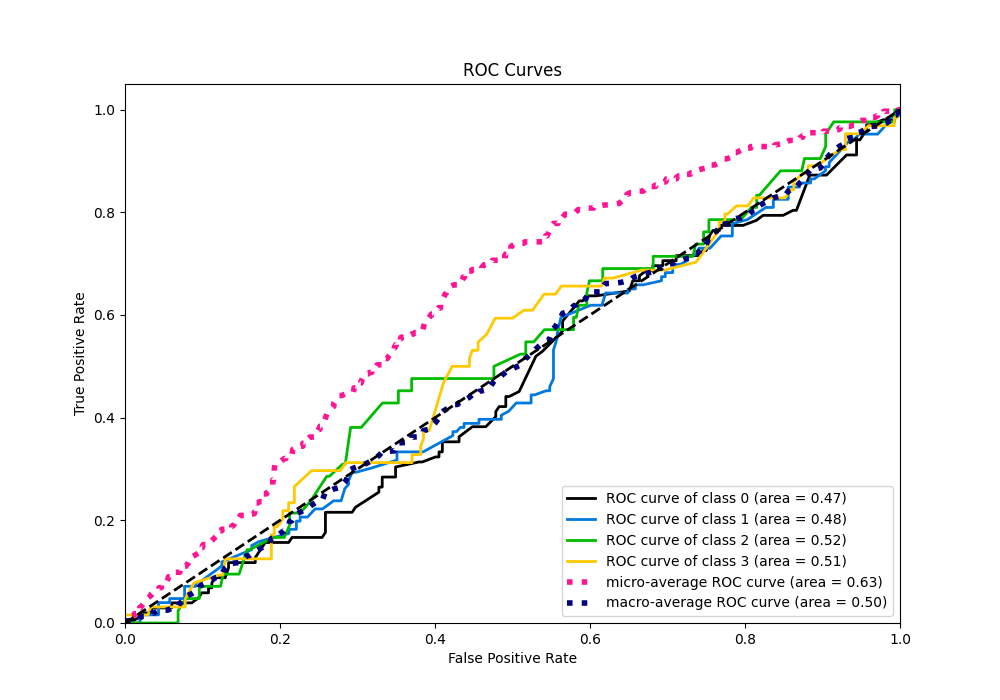 ROC Curves
True Positive Rate
1.0
0.8
0.6
0.4
0.2
0.0
ROC curve of class 0 (area = 0.47)
ROC curve of class 1 (area = 0.48)
ROC curve of class 2 (area = 0.52)
ROC curve of class 3 (area = 0.51)
micro-average ROC curve (area = 0.63)
macro-average ROC curve (area = 0.50)
0.0 0.2 0.4 0.6 0.8 1.0
False Positive Rate